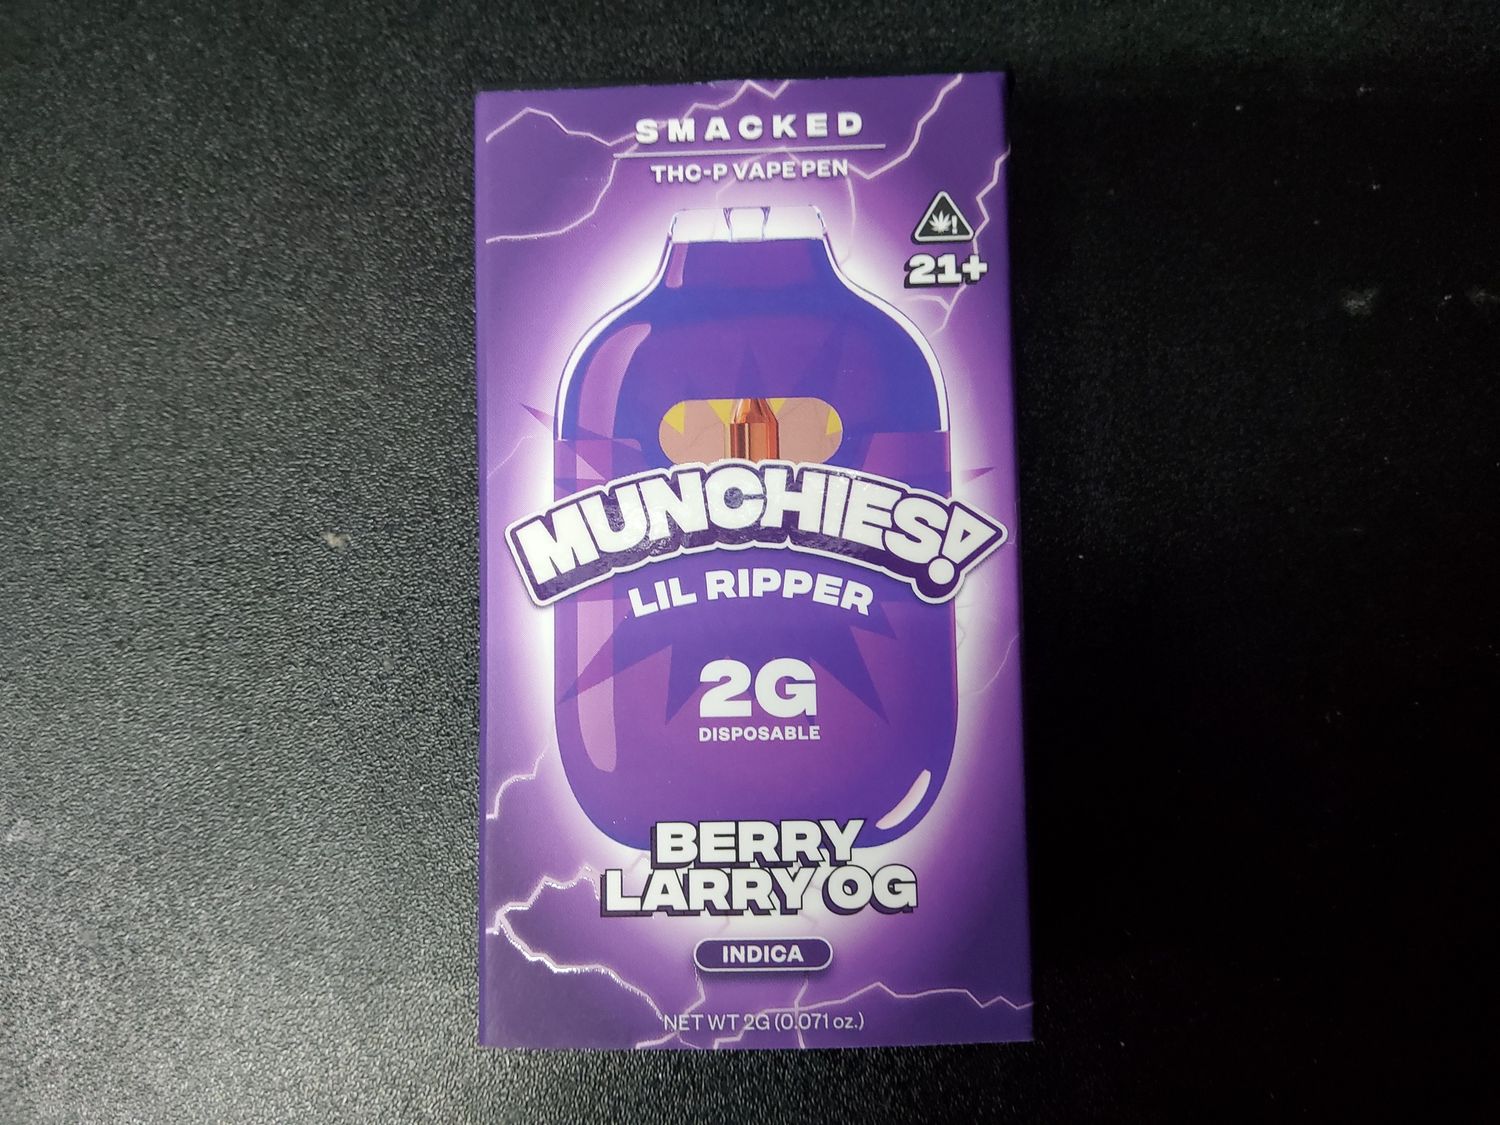 SMACKED
THC-P VAPE PEN
!
21+
MUNCHIES!
LIL RIPPER
2G
DISPOSABLE
BERRY
LARRY OG
INDICA
NET WT 2G (0.071 oz.)